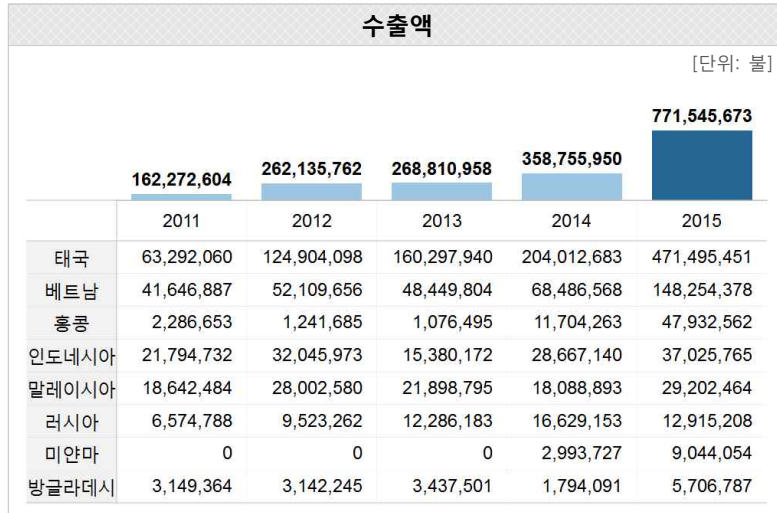 수출액
[단위: 불]
162,272,604 262,135,762 268,810,958 358,755,950 771,545,673
2011 2012 2013 2014 2015
태국 63,292,060 124,904,098 160,297,940 204,012,683 471,495,451
베트남 41,646,887 52,109,656 48,449,804 68,486,568 148,254,378
홍콩 2,286,653 1,241,685 1,076,495 11,704,263 47,932,562
인도네시아 21,794,732 32,045,973 15,380,172 28,667,140 37,025,765
말레이시아 18,642,484 28,002,580 21,898,795 18,088,893 29,202,464
러시아 6,574,788 9,523,262 12,286,183 16,629,153 12,915,208
미얀마 0 0 0 2,993,727 9,044,054
방글라데시 3,149,364 3,142,245 3,437,501 1,794,091 5,706,787